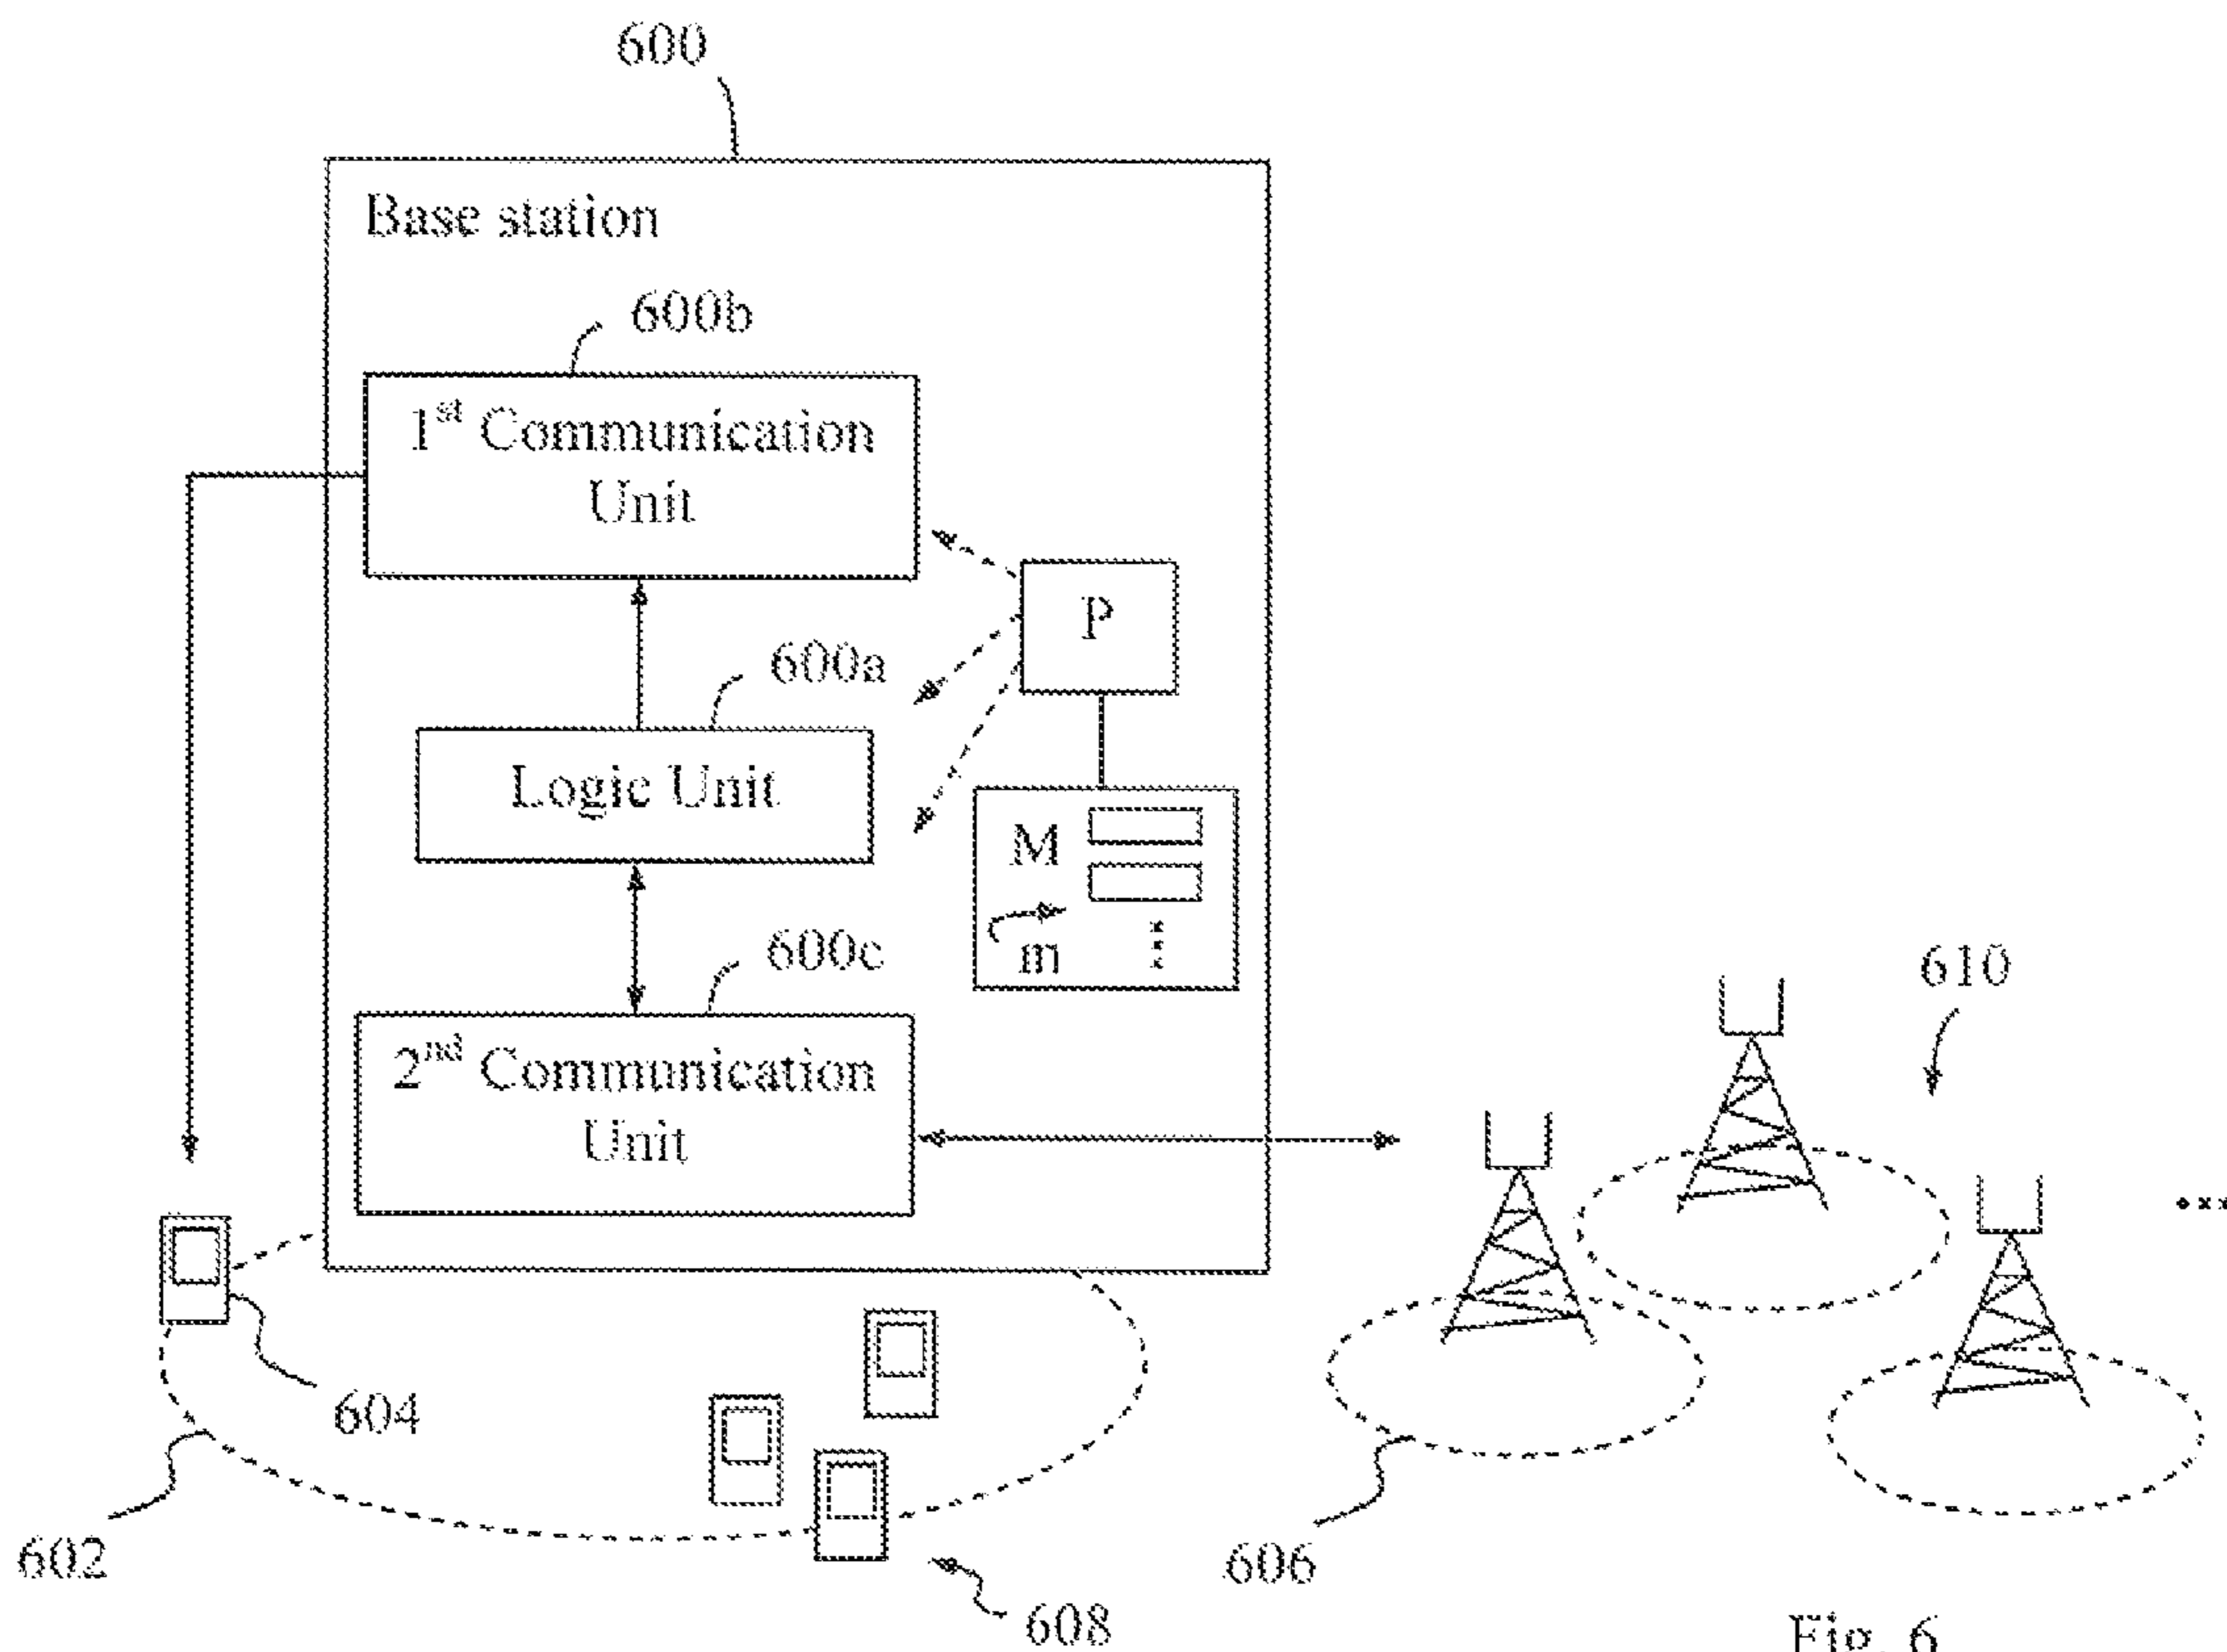 600
Base station
600b
1st Communication
Unit
P
600a
Logic Unit
M
m
600c
2nd Communication
Unit
610
604
602
606
608
Fig. 6